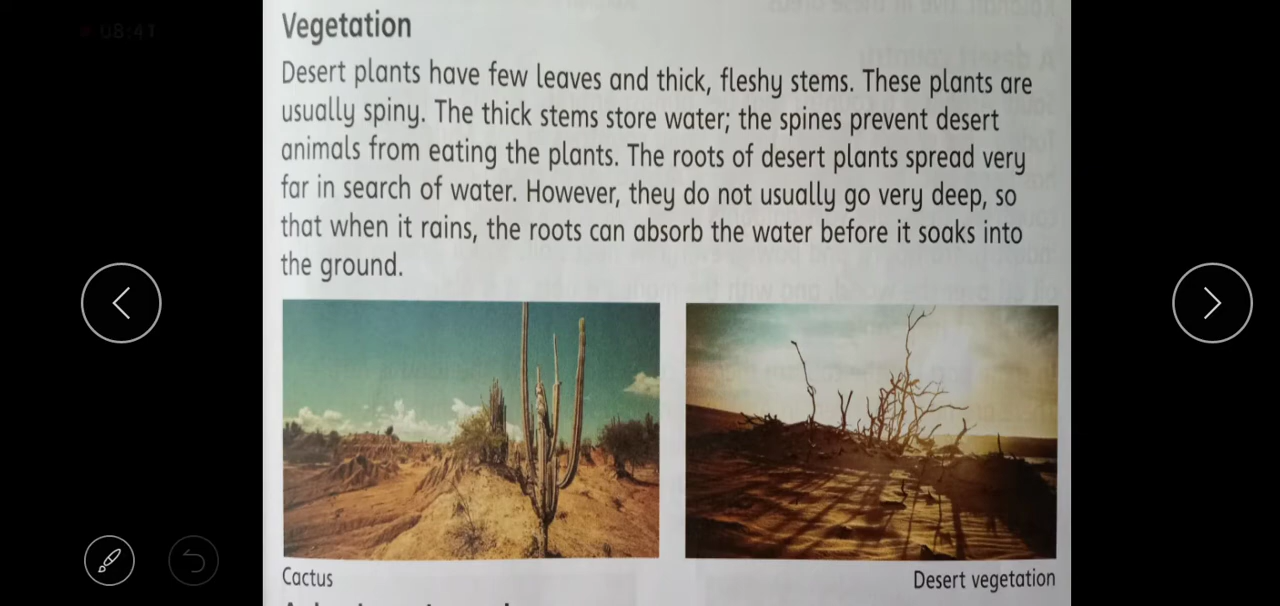 Vegetation
Desert plants have few leaves and thick, fleshy stems. These plants are
usually spiny. The thick stems store water; the spines prevent desert
animals from eating the plants. The roots of desert plants spread very
far in search of water. However, they do not usually go very deep, so
that when it rains, the roots can absorb the water before it soaks into
the ground.
Cactus
Desert vegetation